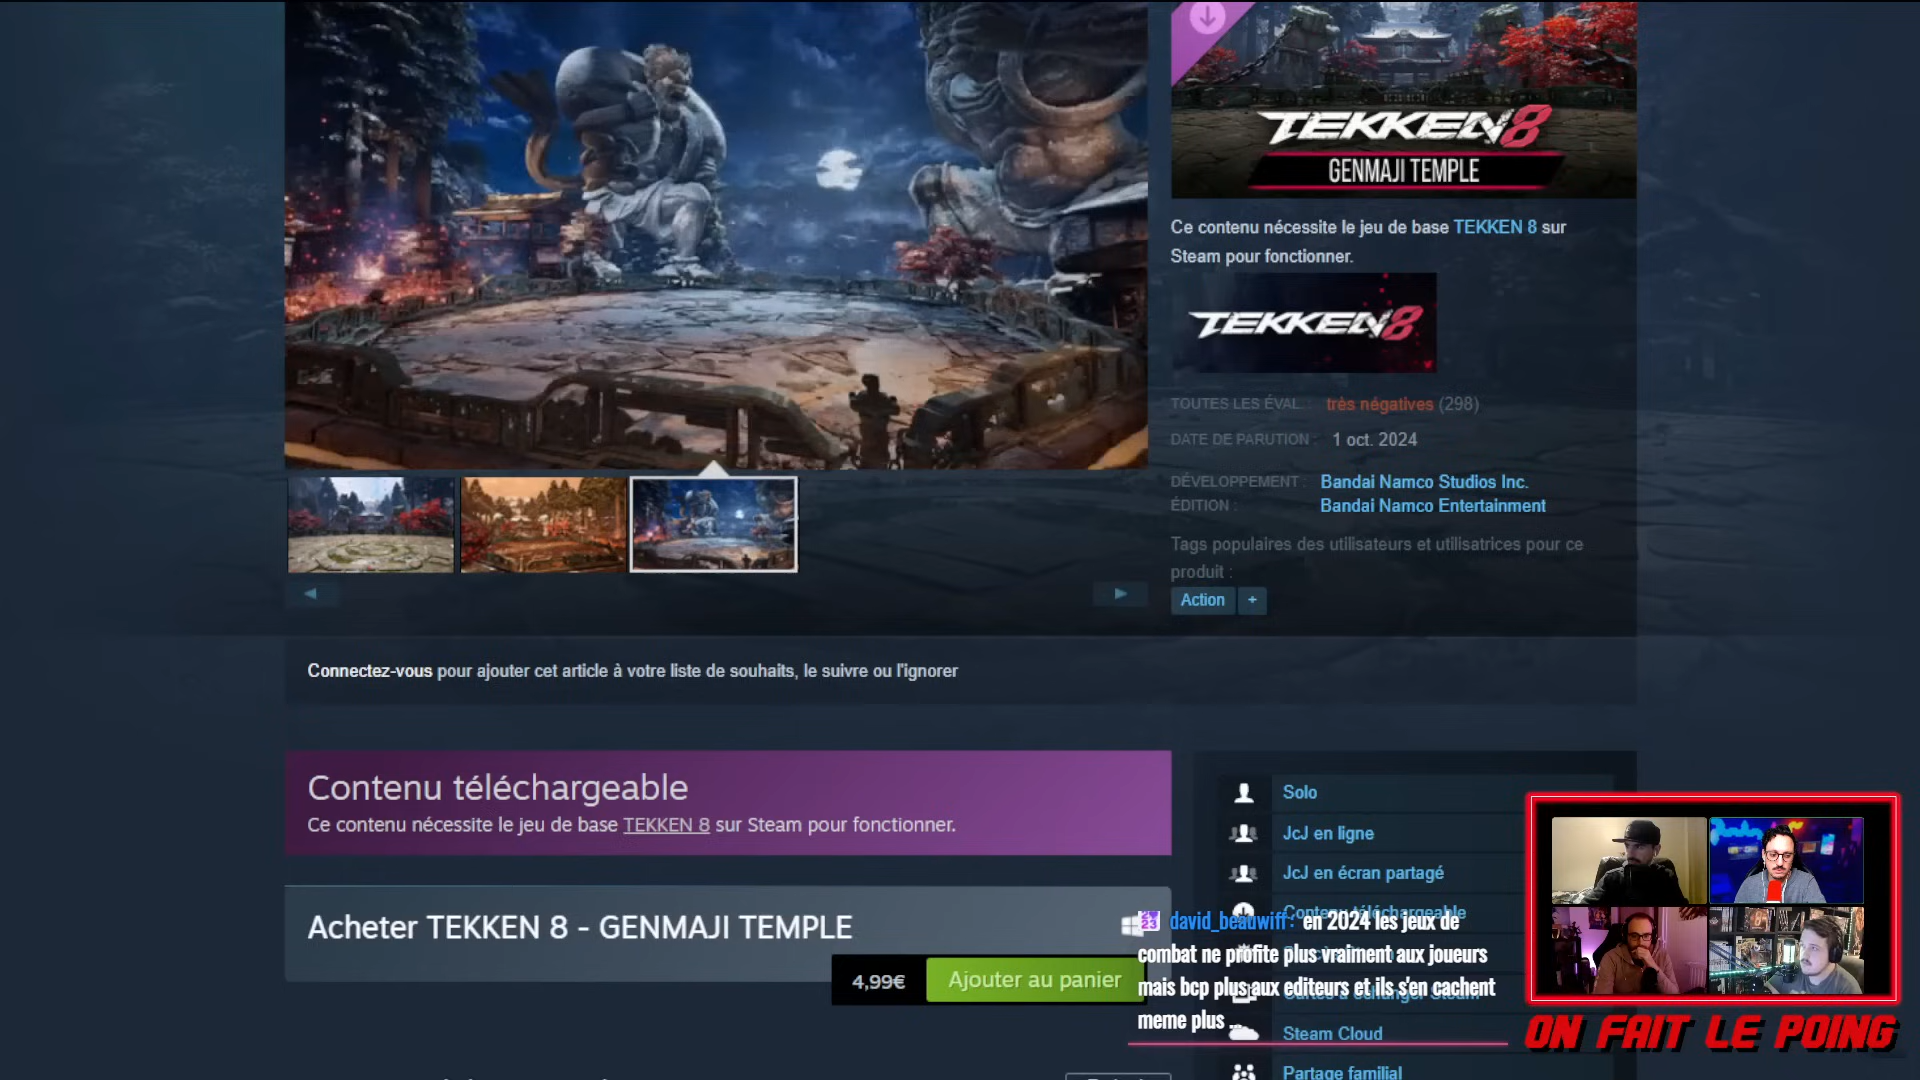 TEKKEN 8
GENMAJI TEMPLE
Ce contenu nécessite le jeu de base TEKKEN 8 sur
Steam pour fonctionner.
TEKKEN 8
TOUTES LES ÉVAL. : très négatives (298)
DATE DE PARUTION : 1 oct. 2024
DÉVELOPPEMENT : Bandai Namco Studios Inc.
ÉDITION : Bandai Namco Entertainment
Tags populaires des utilisateurs et utilisatrices pour ce
produit :
Action +
Connectez-vous pour ajouter cet article à votre liste de souhaits, le suivre ou l'ignorer
Contenu téléchargeable
Ce contenu nécessite le jeu de base TEKKEN 8 sur Steam pour fonctionner.
Acheter TEKKEN 8 - GENMAJI TEMPLE
4,99€ Ajouter au panier
Solo
JcJ en ligne
JcJ en écran partagé
Contenu téléchargeable
Cartes à échanger Steam
Steam Cloud
Partage familial
23 david_beauwiff : en 2024 les jeux de
combat ne profite plus vraiment aux joueurs
mais bcp plus aux editeurs et ils s'en cachent
meme plus ...
ON FAIT LE POING